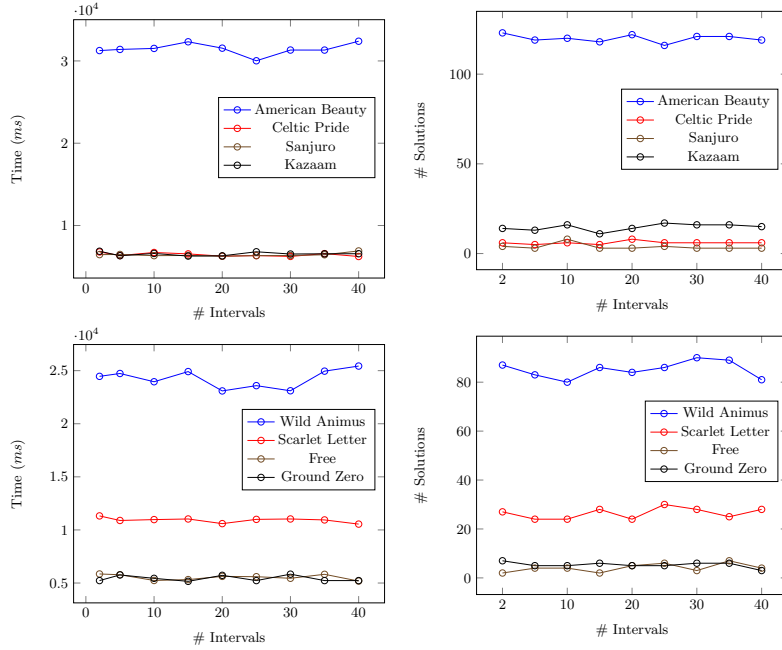 ·10⁴
3
2
1
Time (ms)
American Beauty
Celtic Pride
Sanjuro
Kazaam
0 10 20 30 40
# Intervals
100
50
0
# Solutions
American Beauty
Celtic Pride
Sanjuro
Kazaam
2 10 20 30 40
# Intervals
·10⁴
2.5
2
1.5
1
0.5
Time (ms)
Wild Animus
Scarlet Letter
Free
Ground Zero
0 10 20 30 40
# Intervals
80
60
40
20
0
# Solutions
Wild Animus
Scarlet Letter
Free
Ground Zero
2 10 20 30 40
# Intervals